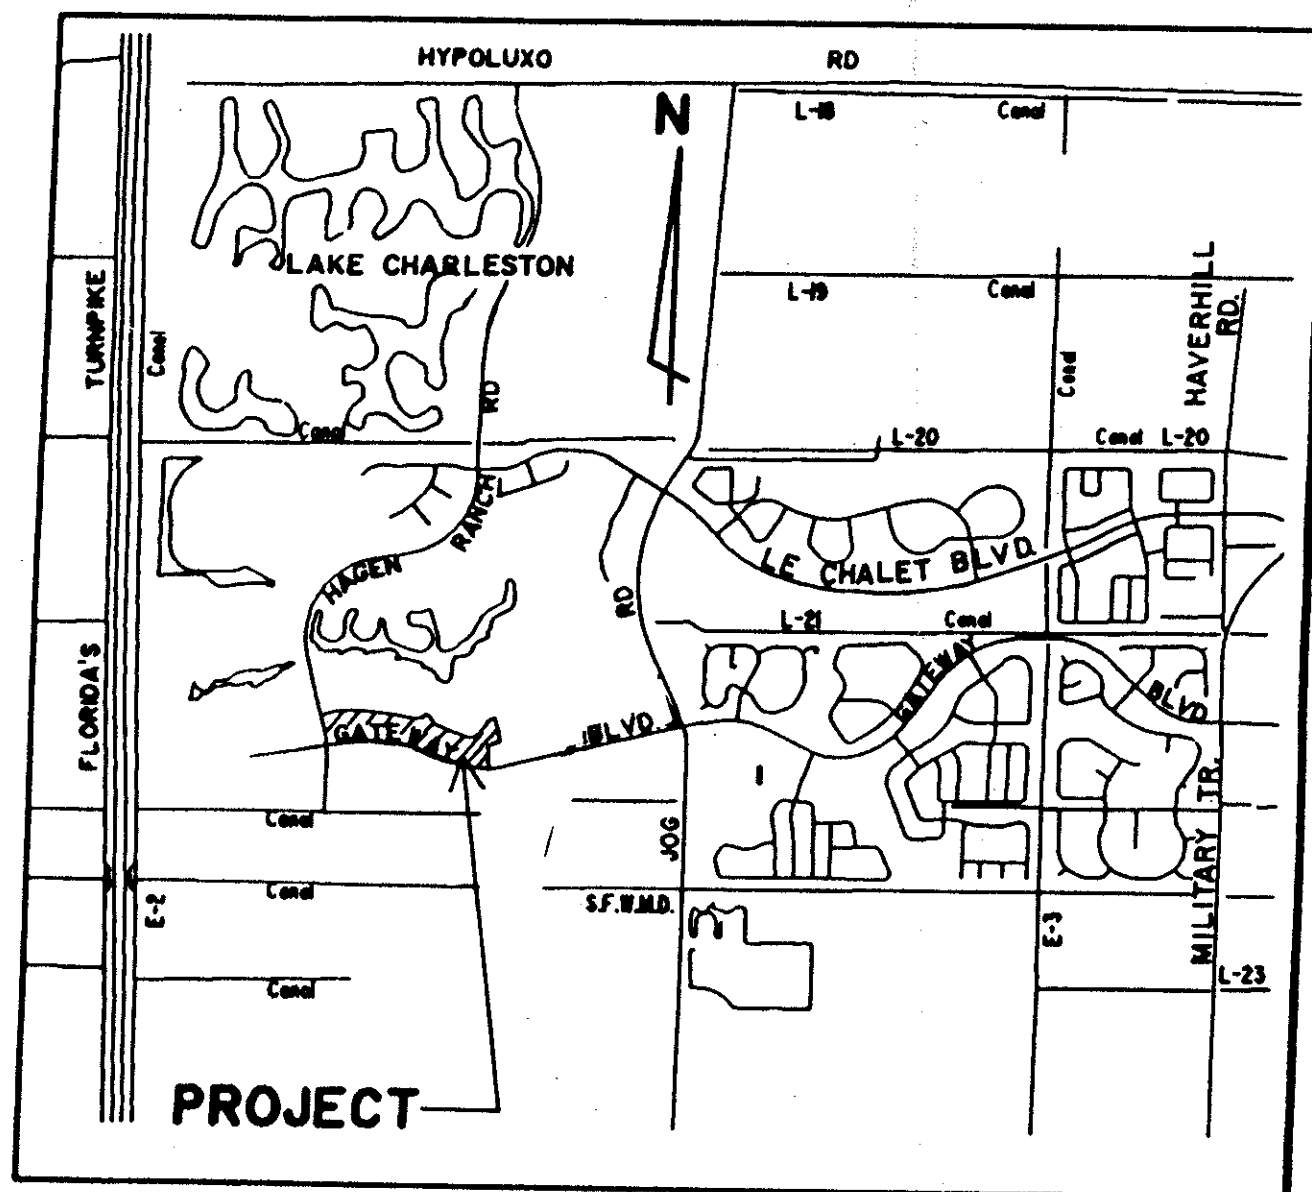 HYPOLUXO RD
N
L-18 Canal
LAKE CHARLESTON
TURNPIKE
Canal
L-19 Canal
HAVERHILL
RD.
Canal
RD
Canal
L-20
Canal L-20
RANCH
HAGEN
LE CHALET BLVD.
RD
L-21 Canal
FLORIDA'S
GATEWAY
BLVD.
GATEWAY
BLVD.
Canal
JOG
MILITARY TR.
Canal
E-2
S.F.W.M.D.
E-3
Canal
L-23
PROJECT